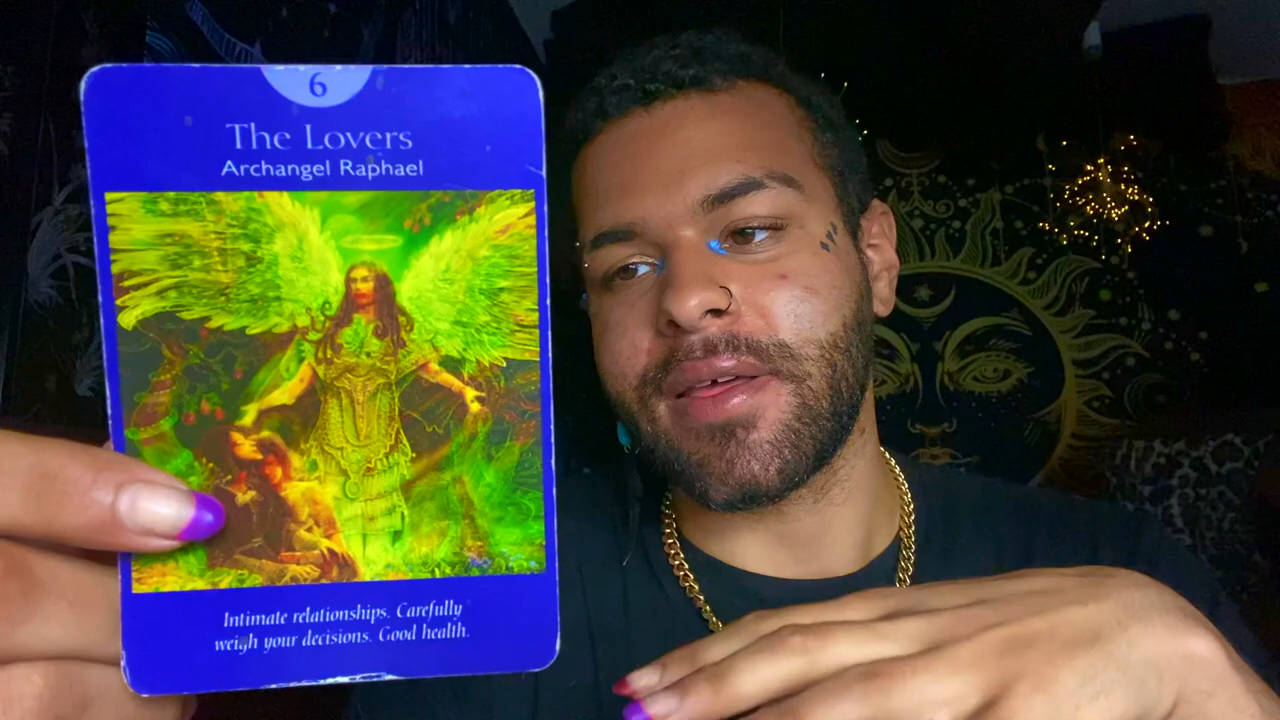 6
The Lovers
Archangel Raphael
Intimate relationships. Carefully
weigh your decisions. Good health.